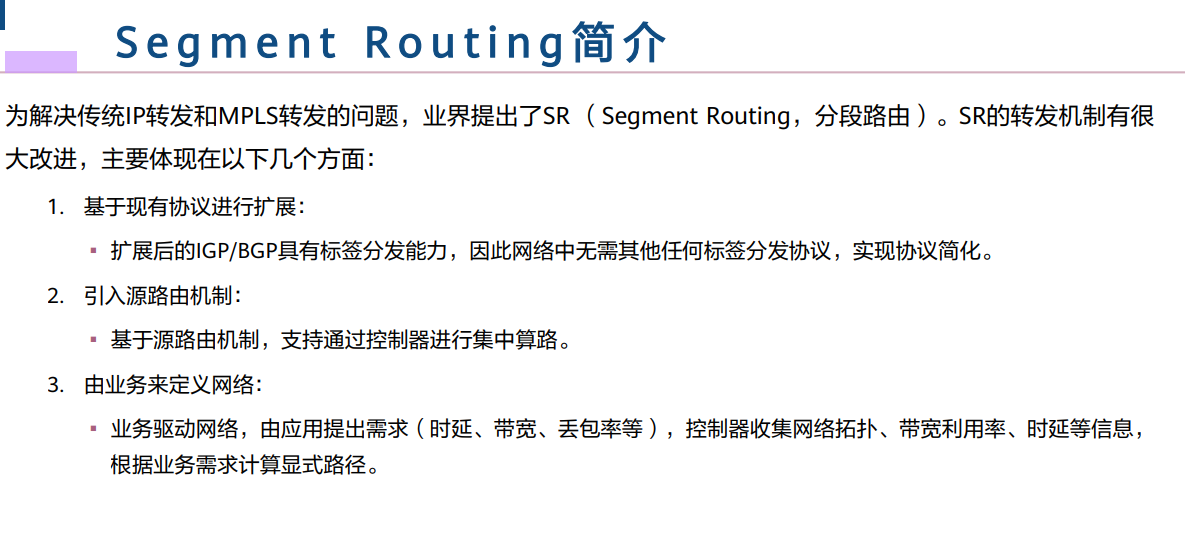 Segment Routing简介
为解决传统IP转发和MPLS转发的问题，业界提出了SR（Segment Routing，分段路由）。SR的转发机制有很
大改进，主要体现在以下几个方面：
1. 基于现有协议进行扩展：
▪ 扩展后的IGP/BGP具有标签分发能力，因此网络中无需其他任何标签分发协议，实现协议简化。
2. 引入源路由机制：
▪ 基于源路由机制，支持通过控制器进行集中算路。
3. 由业务来定义网络：
▪ 业务驱动网络，由应用提出需求（时延、带宽、丢包率等），控制器收集网络拓扑、带宽利用率、时延等信息，
根据业务需求计算显式路径。